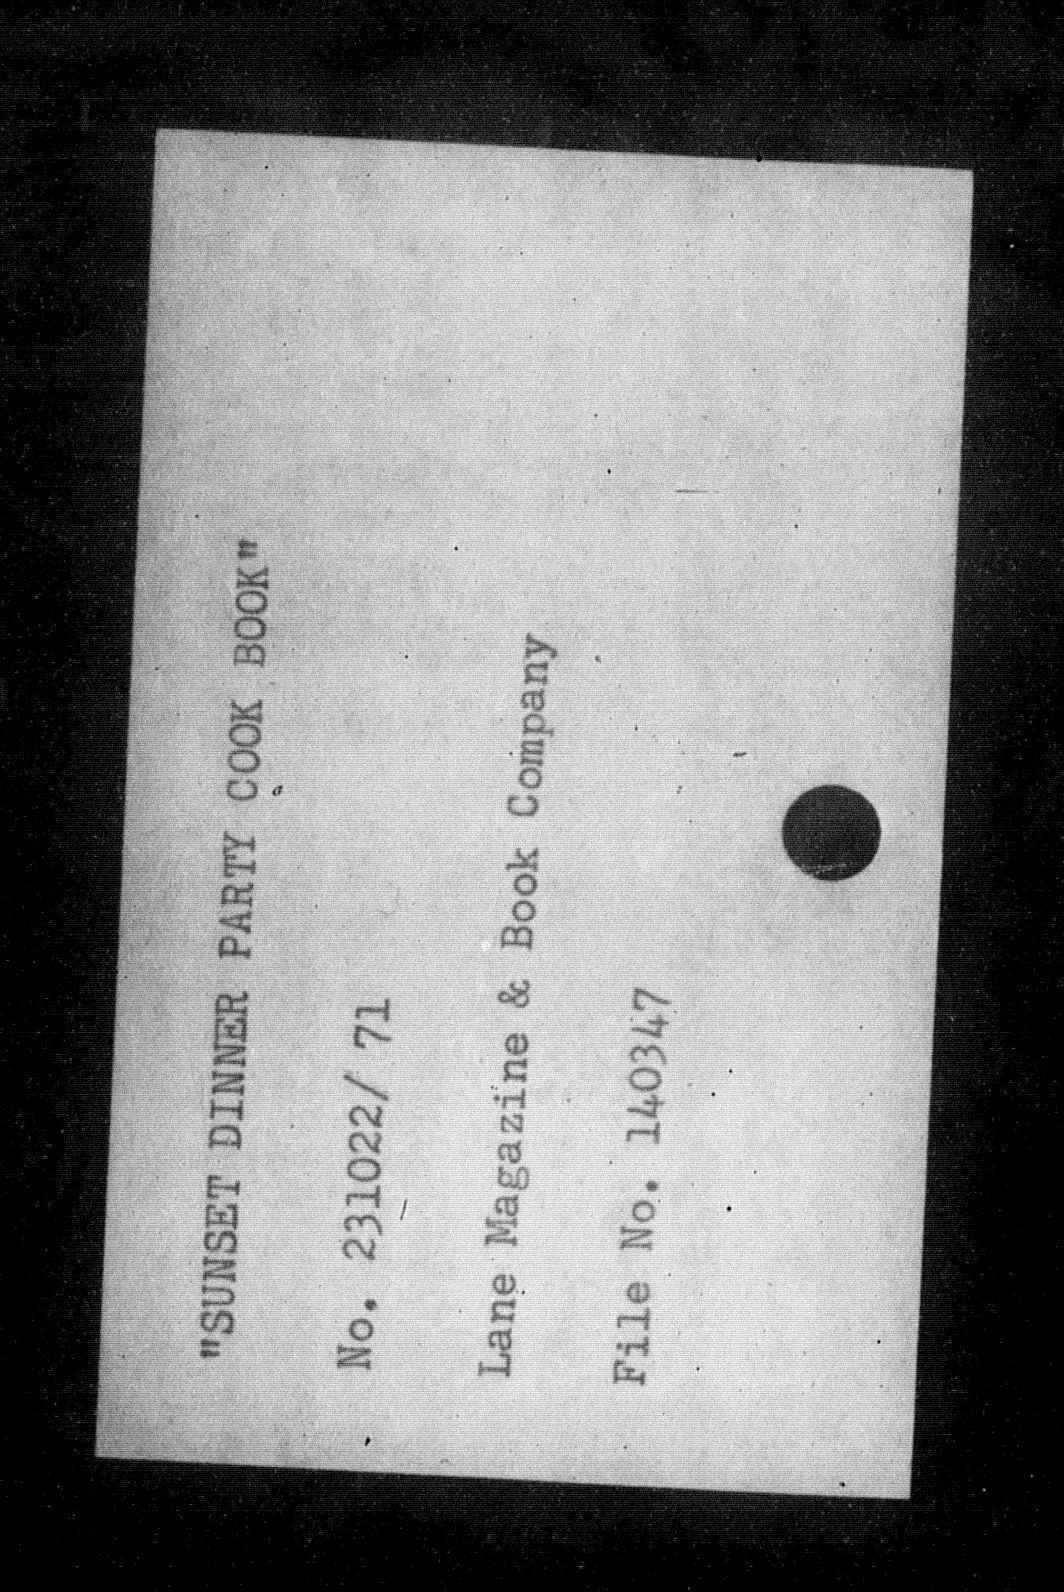 "SUNSET DINNER PARTY COOK BOOK"
No. 231022/ 71
Lane Magazine & Book Company
File No. 140347